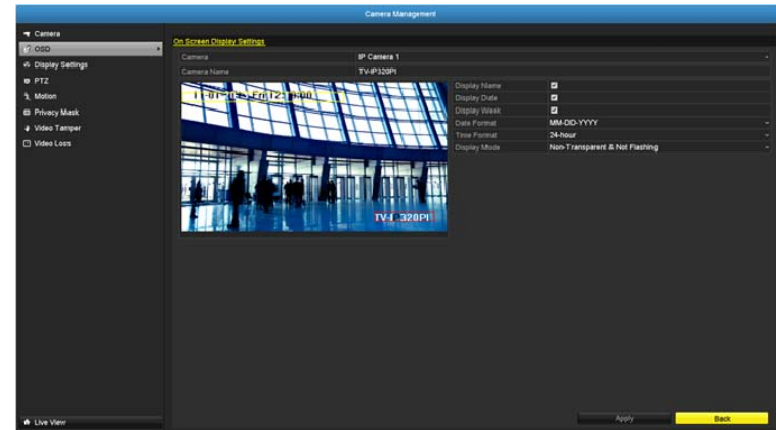 Camera Management
Camera
OSD
Display Settings
PTZ
Motion
Privacy Mask
Video Tamper
Video Loss
Live View
On Screen Display Settings
Camera IP Camera 1
Camera Name TV-IP320PI
Display Name
Display Date
Display Week
Date Format MM-DD-YYYY
Time Format 24-hour
Display Mode Non-Transparent & Not Flashing
TV-IP320PI
Apply
Back